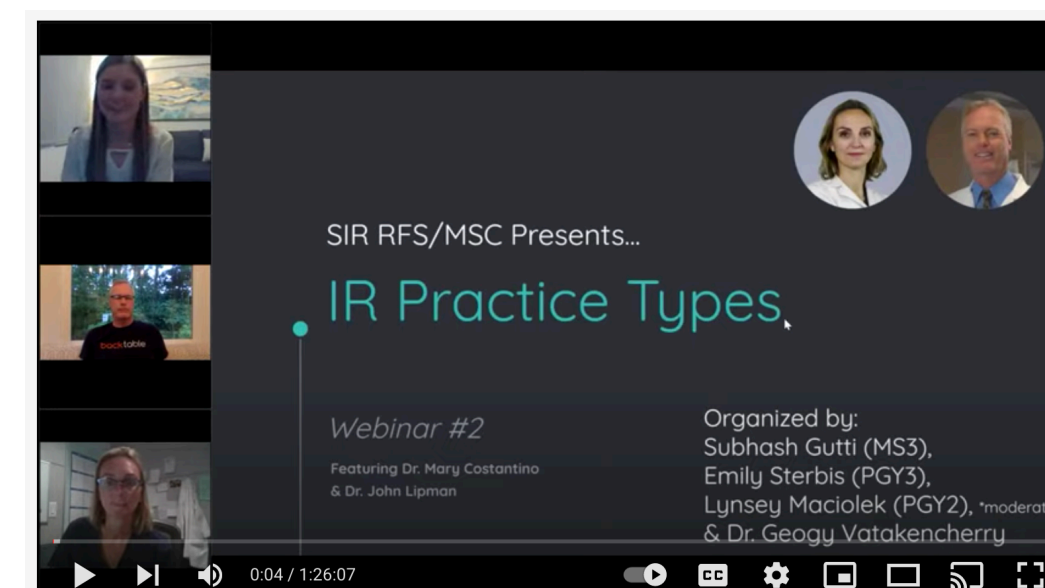 SIR RFS/MSC Presents...
IR Practice Types
Webinar #2
Featuring Dr. Mary Costantino
& Dr. John Lipman
Organized by:
Subhash Gutti (MS3),
Emily Sterbis (PGY3),
Lynsey Maciolek (PGY2), *moderat
& Dr. Geogy Vatakencherry
backtable
0:04 / 1:26:07
CC